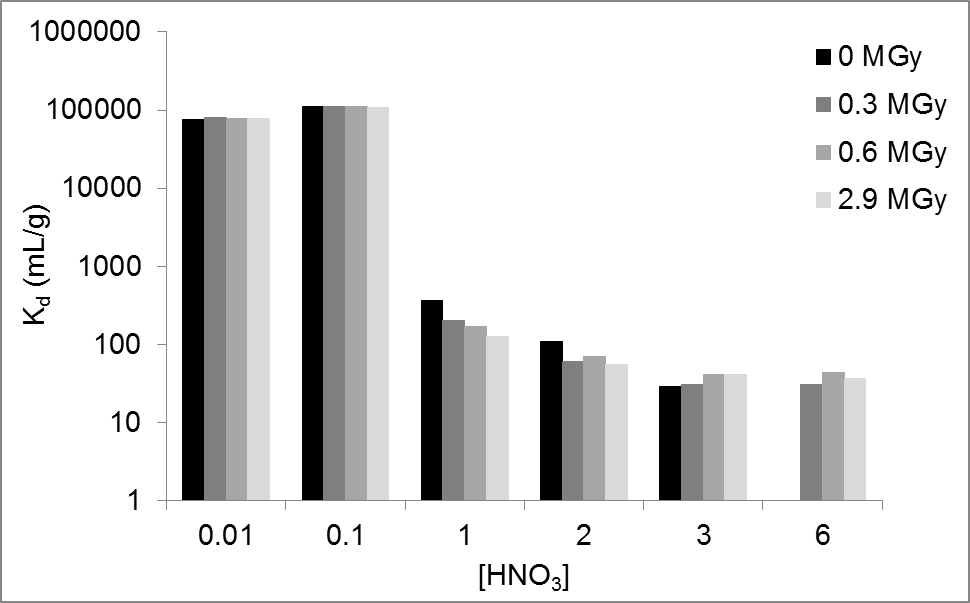 1000000
100000
10000
1000
100
10
1
K_d (mL/g)
0.01 0.1 1 2 3 6
[HNO₃]
0 MGy
0.3 MGy
0.6 MGy
2.9 MGy